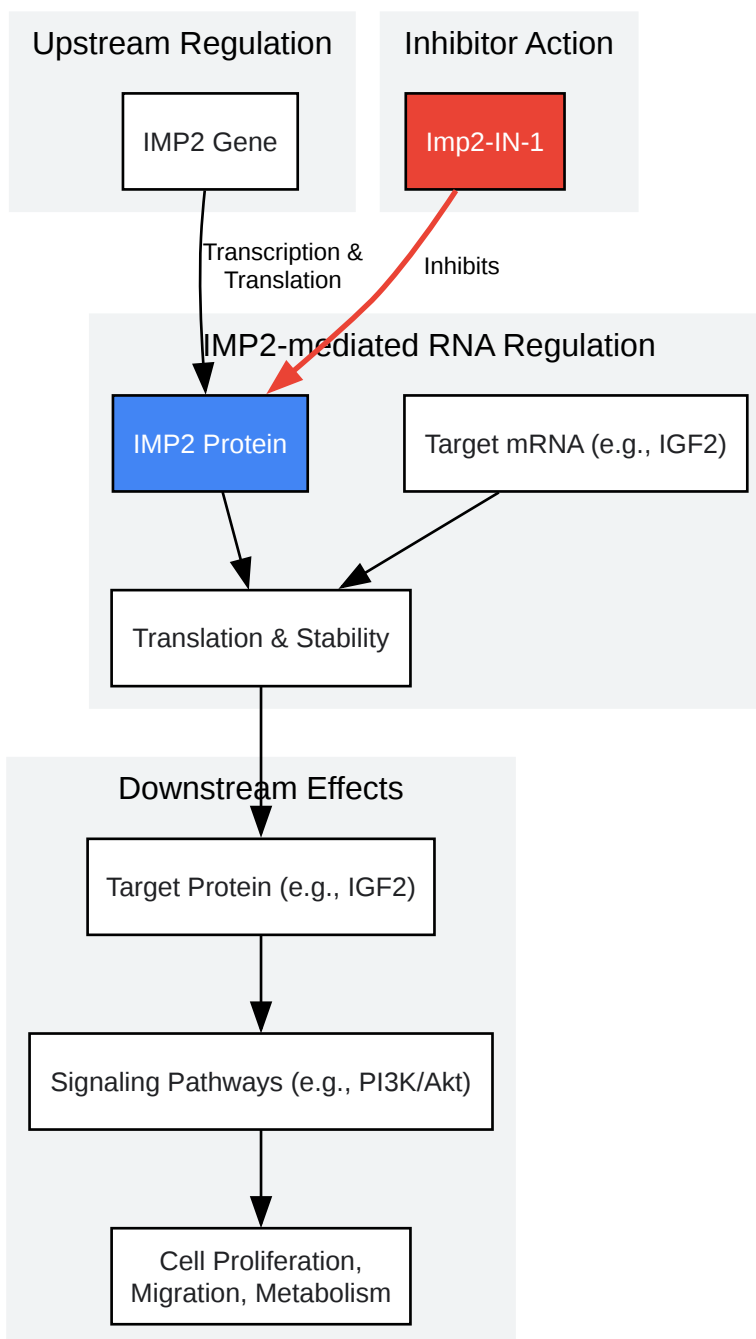 Upstream Regulation
Inhibitor Action
IMP2 Gene
Imp2-IN-1
Transcription &
Translation
Inhibits
IMP2-mediated RNA Regulation
IMP2 Protein
Target mRNA (e.g., IGF2)
Translation & Stability
Downstream Effects
Target Protein (e.g., IGF2)
Signaling Pathways (e.g., PI3K/Akt)
Cell Proliferation,
Migration, Metabolism